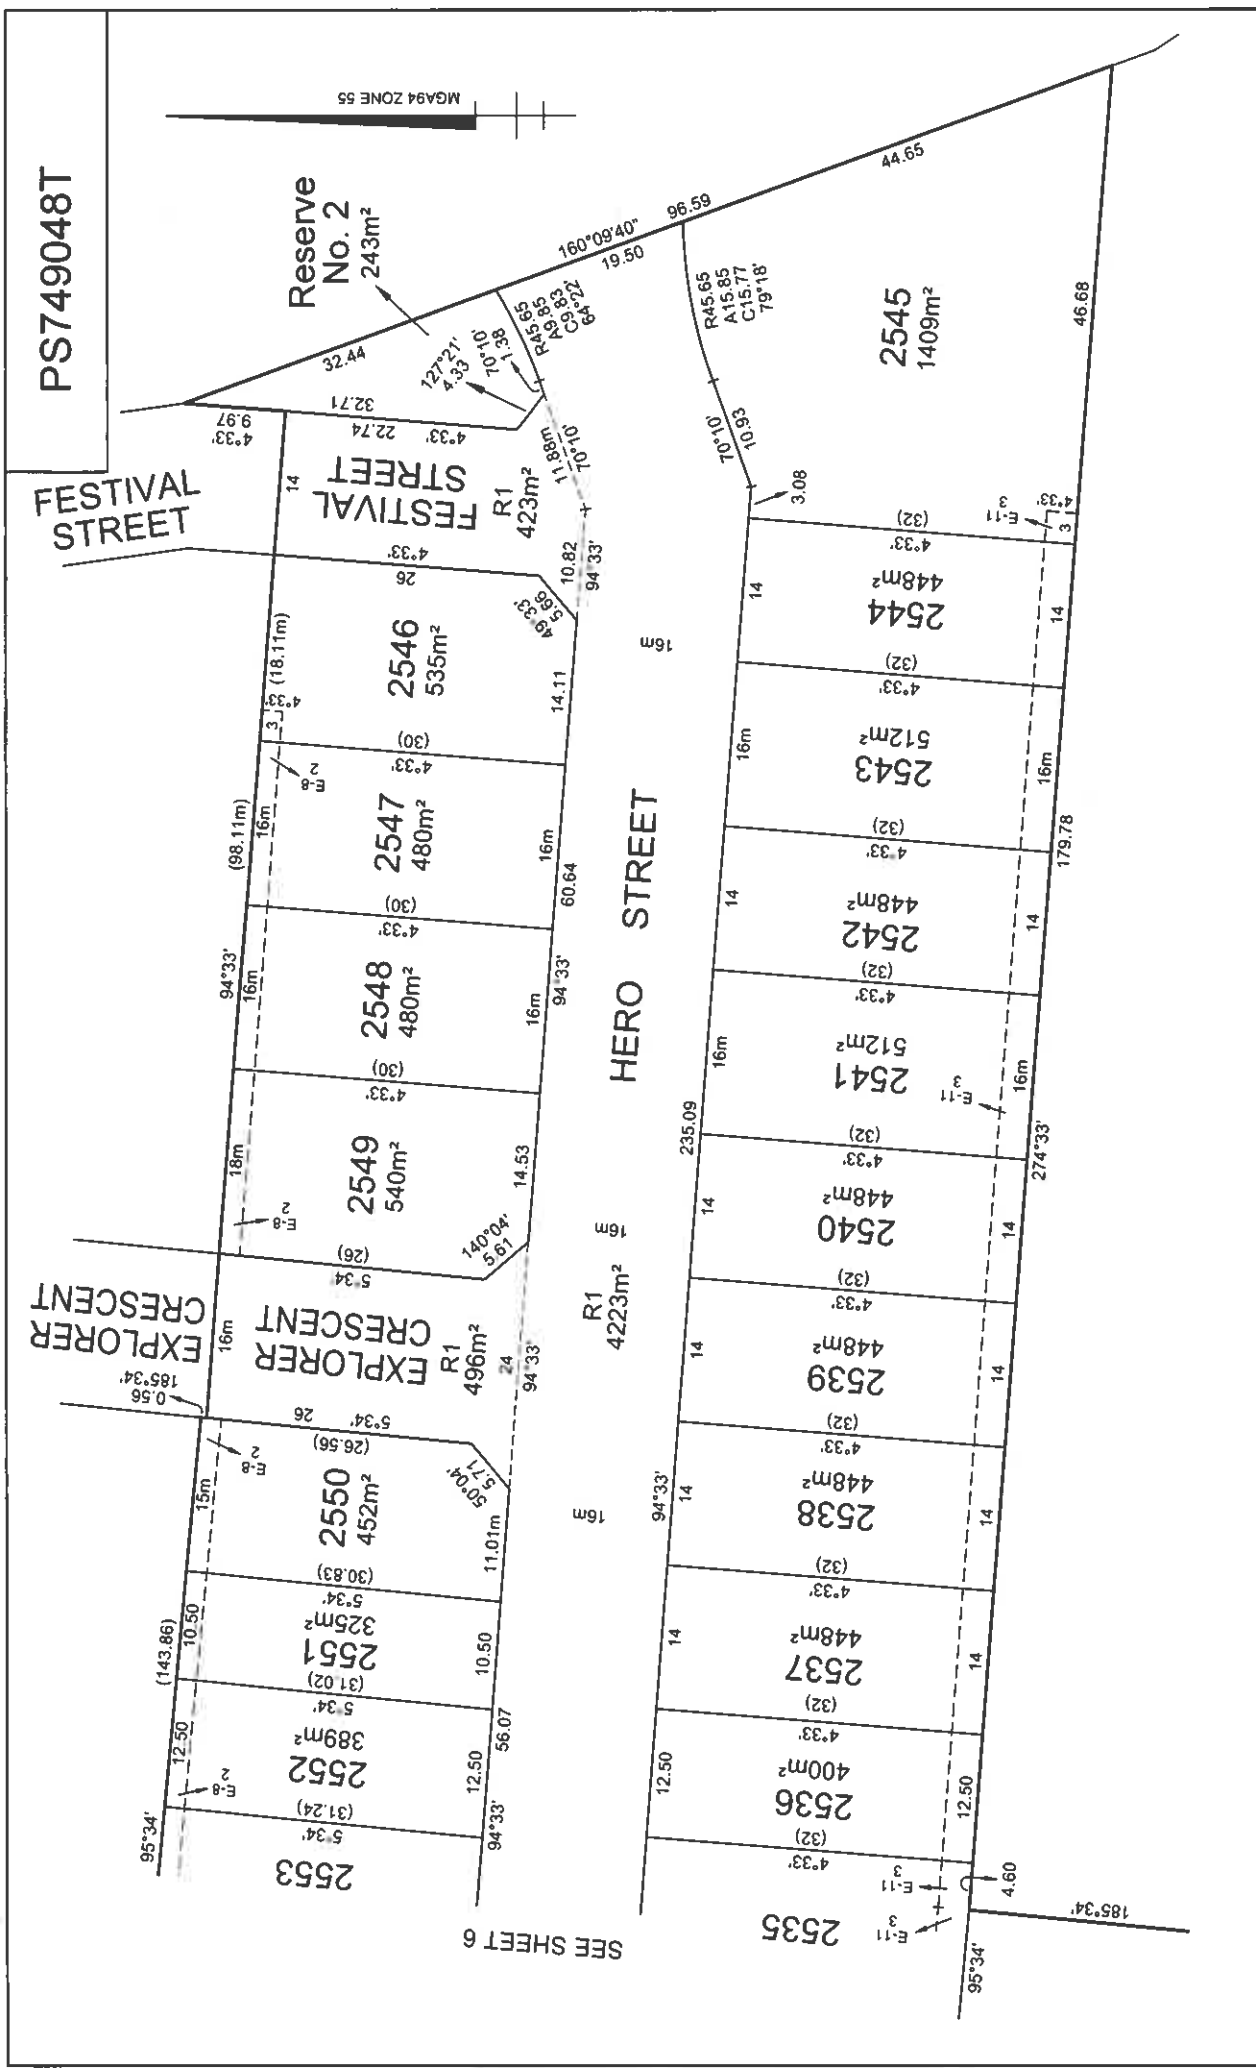 PS749048T
MGA94 ZONE 55
Reserve
No. 2
243m²
FESTIVAL
STREET
4°33'
9.97
32.44
32.71
22.74
4°33'
127°21'
4.33
70°10'
1.38
R45.65
A9.85
C9.83
64°22'
160°09'40"
19.50
96.59
44.65
14
FESTIVAL
STREET
R1
423m²
11.88m
70°10'
R45.65
A15.85
C15.77
79°18'
2545
1409m²
46.68
70°10'
10.93
3.08
4°33'
26
10.82
94°33'
49°33'
5.66
(18.11m)
4°33'
3
2546
535m²
14.11
16m
(32)
4°33'
E-11
3
4°33'
3
14
2544
448m²
14
(30)
4°33'
(32)
4°33'
E-8
2
(98.11m)
16m
2547
480m²
16m
60.64
HERO STREET
16m
2543
512m²
16m
179.78
(30)
4°33'
(32)
4°33'
94°33'
16m
2548
480m²
16m
94°33'
14
2542
448m²
14
(30)
4°33'
(32)
4°33'
18m
2549
540m²
14.53
16m
2541
512m²
E-11
3
16m
235.09
(32)
4°33'
274°33'
E-8
2
(26)
5°34'
140°04'
5.61
16m
14
2540
448m²
14
EXPLORER
CRESCENT
16m
EXPLORER
CRESCENT
R1
496m²
24
94°33'
R1
4223m²
(32)
4°33'
14
2539
448m²
14
185°34'
0.56
26
5°34'
(26.56)
(32)
4°33'
E-8
2
15m
2550
452m²
50°04'
5.71
11.01m
16m
94°33'
14
2538
448m²
14
(30.83)
5°34'
(32)
4°33'
(143.86)
10.50
2551
325m²
10.50
14
2537
448m²
14
(31.02)
5°34'
56.07
(32)
4°33'
12.50
2552
389m²
12.50
12.50
2536
400m²
12.50
E-8
2
(31.24)
5°34'
94°33'
(32)
4°33'
95°34'
2553
E-11
3
4.60
SEE SHEET 6
2535
E-11
3
95°34'
185°34'